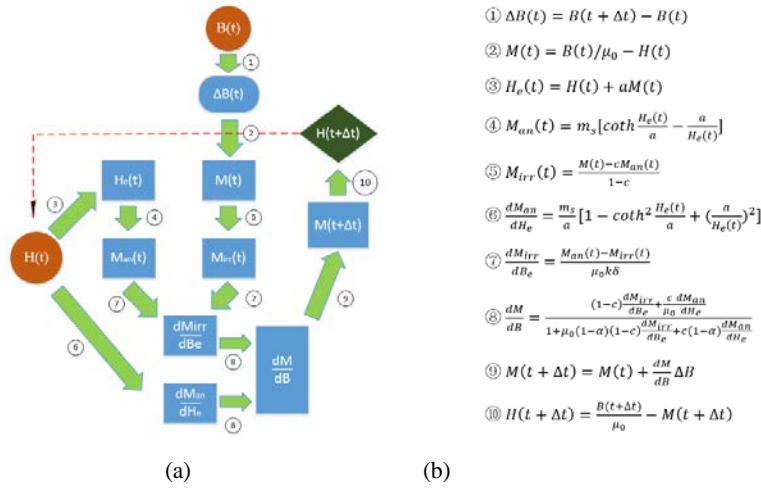 B(t)
①
ΔB(t)
②
H(t+Δt)
Hₑ(t)
M(t)
⑩
③
④
⑤
M(t+Δt)
H(t)
Mₐₙ(t)
Mᵢᵣᵣ(t)
⑦
⑦
⑨
⑥
dMirr
dBe
⑧
dM
dB
dMₐₙ
dHₑ
⑧
(a)
① ΔB(t) = B(t + Δt) − B(t)
② M(t) = B(t)/μ₀ − H(t)
③ Hₑ(t) = H(t) + aM(t)
④ Mₐₙ(t) = mₛ[coth Hₑ(t)/a − a/Hₑ(t)]
⑤ Mᵢᵣᵣ(t) = (M(t)−cMₐₙ(t))/(1−c)
⑥ dMₐₙ/dHₑ = mₛ/a [1 − coth² Hₑ(t)/a + (a/Hₑ(t))²]
⑦ dMᵢᵣᵣ/dBₑ = (Mₐₙ(t)−Mᵢᵣᵣ(t))/(μ₀kδ)
⑧ dM/dB = ((1−c) dMᵢᵣᵣ/dBₑ + c/μ₀ dMₐₙ/dHₑ)/(1+μ₀(1−α)(1−c) dMᵢᵣᵣ/dBₑ + c(1−α) dMₐₙ/dHₑ)
⑨ M(t + Δt) = M(t) + dM/dB ΔB
⑩ H(t + Δt) = B(t+Δt)/μ₀ − M(t + Δt)
(b)